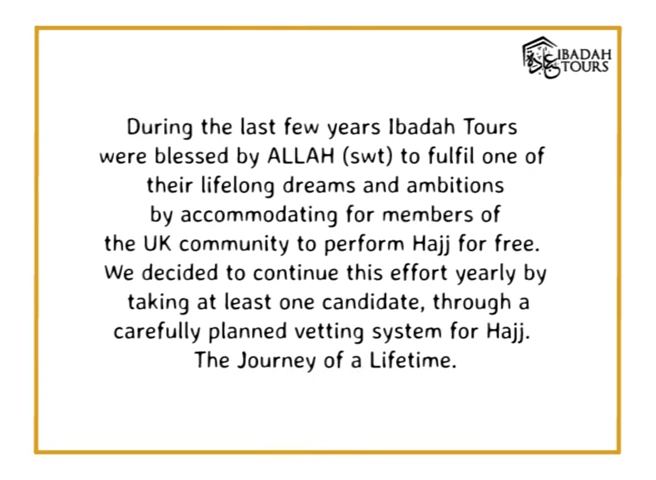 IBADAH
TOURS
During the last few years Ibadah Tours
were blessed by ALLAH (swt) to fulfil one of
their lifelong dreams and ambitions
by accommodating for members of
the UK community to perform Hajj for free.
We decided to continue this effort yearly by
taking at least one candidate, through a
carefully planned vetting system for Hajj.
The Journey of a Lifetime.